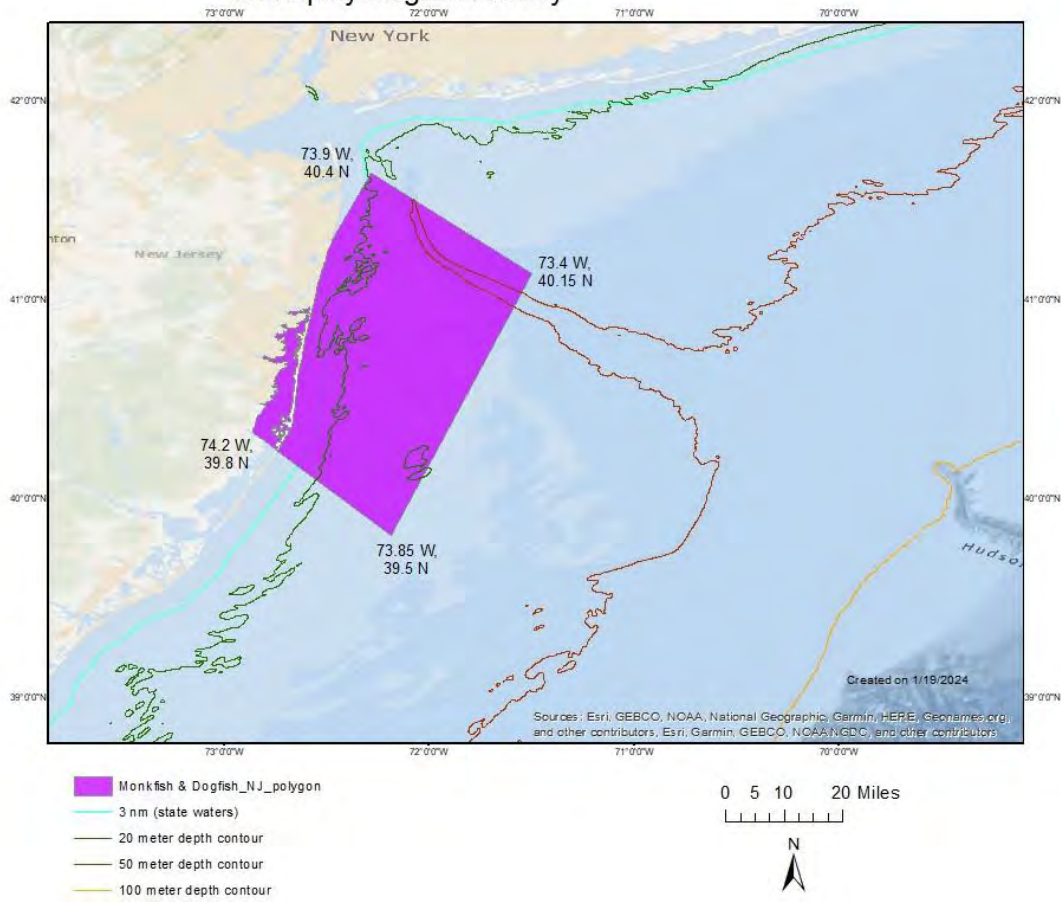 73°0'0"W 72°0'0"W 71°0'0"W 70°0'0"W
New York
42°0'0"N 42°0'0"N
73.9 W,
40.4 N
nton
New Jersey
73.4 W,
40.15 N
41°0'0"N 41°0'0"N
74.2 W,
39.8 N
40°0'0"N 40°0'0"N
73.85 W,
39.5 N
Hudso
Created on 1/19/2024
39°0'0"N 39°0'0"N
Sources: Esri, GEBCO, NOAA, National Geographic, Garmin, HERE, Geonames.org,
and other contributors, Esri, Garmin, GEBCO, NOAA NGDC, and other contributors
73°0'0"W 72°0'0"W 71°0'0"W 70°0'0"W
Monkfish & Dogfish_NJ_polygon
3 nm (state waters)
20 meter depth contour
50 meter depth contour
100 meter depth contour
0 5 10 20 Miles
N